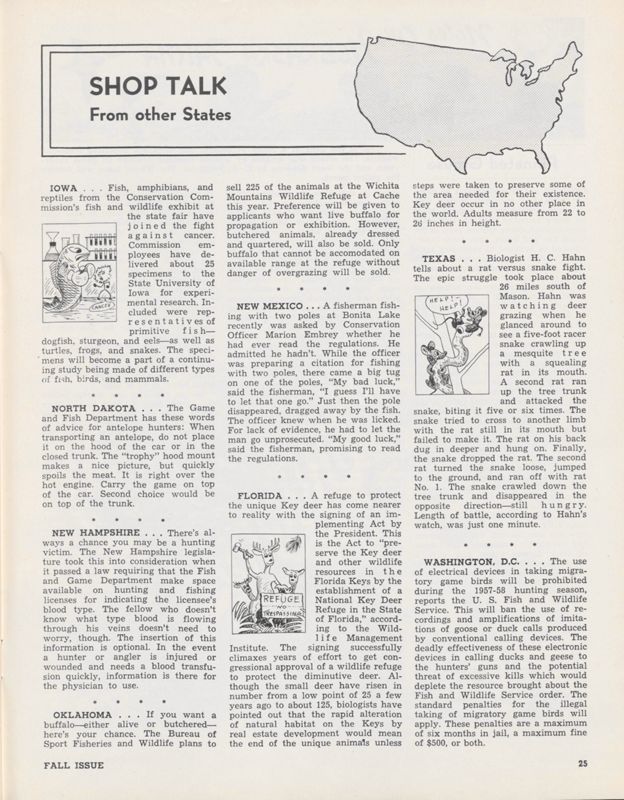 SHOP TALK
From other States
IOWA . . . Fish, amphibians, and
reptiles from the Conservation Com-
mission's fish and wildlife exhibit at
the state fair have
joined the fight
against cancer.
Commission em-
ployees have de-
livered about 25
specimens to the
State University of
Iowa for experi-
mental research. In-
cluded were rep-
resentatives of
primitive fish—
dogfish, sturgeon, and eels—as well as
turtles, frogs, and snakes. The speci-
mens will become a part of a continu-
ing study being made of different types
of fish, birds, and mammals.
CANCER
* * * *
NORTH DAKOTA . . . The Game
and Fish Department has these words
of advice for antelope hunters: When
transporting an antelope, do not place
it on the hood of the car or in the
closed trunk. The "trophy" hood mount
makes a nice picture, but quickly
spoils the meat. It is right over the
hot engine. Carry the game on top
of the car. Second choice would be
on top of the trunk.
* * * *
NEW HAMPSHIRE . . . There's al-
ways a chance you may be a hunting
victim. The New Hampshire legisla-
ture took this into consideration when
it passed a law requiring that the Fish
and Game Department make space
available on hunting and fishing
licenses for indicating the licensee's
blood type. The fellow who doesn't
know what type blood is flowing
through his veins doesn't need to
worry, though. The insertion of this
information is optional. In the event
a hunter or angler is injured or
wounded and needs a blood transfu-
sion quickly, information is there for
the physician to use.
* * * *
OKLAHOMA . . . If you want a
buffalo—either alive or butchered—
here's your chance. The Bureau of
Sport Fisheries and Wildlife plans to
sell 225 of the animals at the Wichita
Mountains Wildlife Refuge at Cache
this year. Preference will be given to
applicants who want live buffalo for
propagation or exhibition. However,
butchered animals, already dressed
and quartered, will also be sold. Only
buffalo that cannot be accomodated on
available range at the refuge without
danger of overgrazing will be sold.
* * * *
NEW MEXICO . . . A fisherman fish-
ing with two poles at Bonita Lake
recently was asked by Conservation
Officer Marion Embrey whether he
had ever read the regulations. He
admitted he hadn't. While the officer
was preparing a citation for fishing
with two poles, there came a big tug
on one of the poles, "My bad luck,"
said the fisherman, "I guess I'll have
to let that one go." Just then the pole
disappeared, dragged away by the fish.
The officer knew when he was licked.
For lack of evidence, he had to let the
man go unprosecuted. "My good luck,"
said the fisherman, promising to read
the regulations.
* * * *
FLORIDA . . . A refuge to protect
the unique Key deer has come nearer
to reality with the signing of an im-
plementing Act by
the President. This
is the Act to "pre-
serve the Key deer
and other wildlife
resources in the
Florida Keys by the
establishment of a
National Key Deer
Refuge in the State
of Florida," accord-
ing to the Wild-
life Management
REFUGE
NO
TRESPASSING
Institute. The signing successfully
climaxes years of effort to get con-
gressional approval of a wildlife refuge
to protect the diminutive deer. Al-
though the small deer have risen in
number from a low point of 25 a few
years ago to about 125, biologists have
pointed out that the rapid alteration
of natural habitat on the Keys by
real estate development would mean
the end of the unique animals unless
steps were taken to preserve some of
the area needed for their existence.
Key deer occur in no other place in
the world. Adults measure from 22 to
26 inches in height.
* * * *
TEXAS . . . Biologist H. C. Hahn
tells about a rat versus snake fight.
The epic struggle took place about
26 miles south of
Mason. Hahn was
watching deer
grazing when he
glanced around to
see a five-foot racer
snake crawling up
a mesquite tree
with a squealing
rat in its mouth.
A second rat ran
up the tree trunk
and attacked the
HELP!
HELP!
snake, biting it five or six times. The
snake tried to cross to another limb
with the rat still in its mouth but
failed to make it. The rat on his back
dug in deeper and hung on. Finally,
the snake dropped the rat. The second
rat turned the snake loose, jumped
to the ground, and ran off with rat
No. 1. The snake crawled down the
tree trunk and disappeared in the
opposite direction—still hungry.
Length of battle, according to Hahn's
watch, was just one minute.
* * * *
WASHINGTON, D.C. . . . The use
of electrical devices in taking migra-
tory game birds will be prohibited
during the 1957-58 hunting season,
reports the U. S. Fish and Wildlife
Service. This will ban the use of re-
cordings and amplifications of imita-
tions of goose or duck calls produced
by conventional calling devices. The
deadly effectiveness of these electronic
devices in calling ducks and geese to
the hunters' guns and the potential
threat of excessive kills which would
deplete the resource brought about the
Fish and Wildlife Service order. The
standard penalties for the illegal
taking of migratory game birds will
apply. These penalties are a maximum
of six months in jail, a maximum fine
of $500, or both.
FALL ISSUE
25